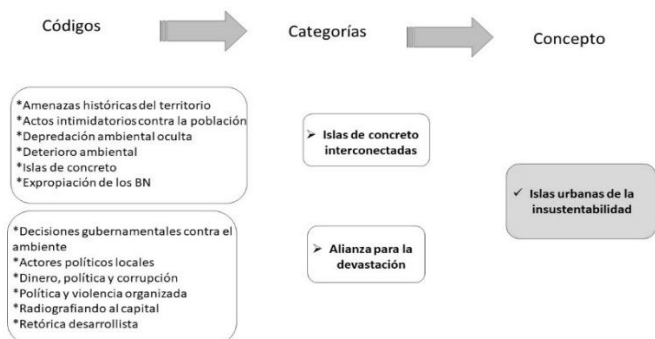 Códigos
Categorías
Concepto
*Amenazas históricas del territorio
*Actos intimidatorios contra la población
*Depredación ambiental oculta
*Deterioro ambiental
*Islas de concreto
*Expropiación de los BN
➢ Islas de concreto
interconectadas
✓ Islas urbanas de la
insustentabilidad
*Decisiones gubernamentales contra el
ambiente
*Actores políticos locales
*Dinero, política y corrupción
*Política y violencia organizada
*Radiografiando al capital
*Retórica desarrollista
➢ Alianza para la
devastación